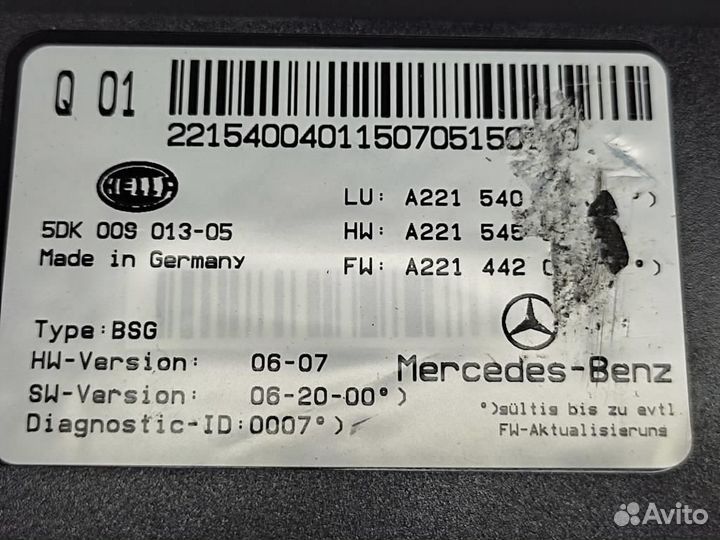 Q 01
HELLA
LU: A221 540
5DK 009 013-05
HW: A221 545
Made in Germany
FW: A221 442
Type:BSG
HW-Version: 06-07
Mercedes-Benz
SW-Version: 06-20-00°)
°)gültig bis zu evtl
Diagnostic-ID:0007°)
FW-Aktualisierung
Avito